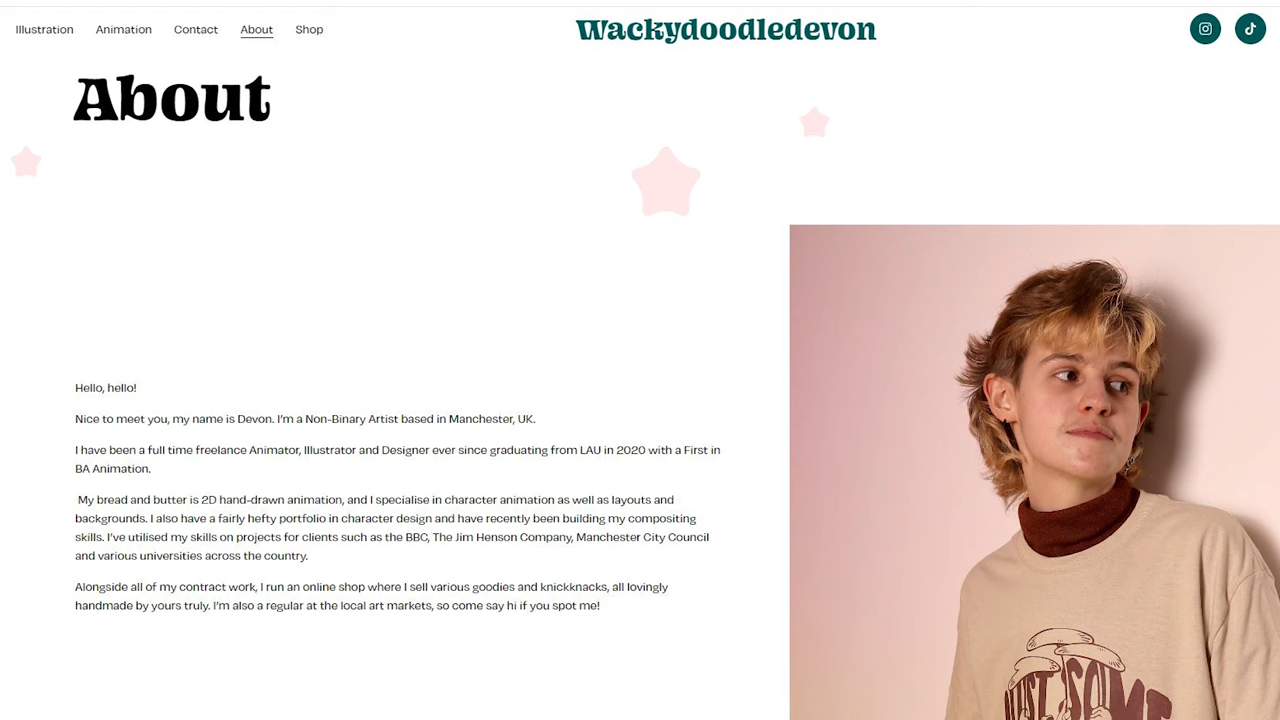 Illustration Animation Contact About Shop
Wackydoodledevon
About
Hello, hello!
Nice to meet you, my name is Devon. I'm a Non-Binary Artist based in Manchester, UK.
I have been a full time freelance Animator, Illustrator and Designer ever since graduating from LAU in 2020 with a First in
BA Animation.
My bread and butter is 2D hand-drawn animation, and I specialise in character animation as well as layouts and
backgrounds. I also have a fairly hefty portfolio in character design and have recently been building my compositing
skills. I've utilised my skills on projects for clients such as the BBC, The Jim Henson Company, Manchester City Council
and various universities across the country.
Alongside all of my contract work, I run an online shop where I sell various goodies and knickknacks, all lovingly
handmade by yours truly. I'm also a regular at the local art markets, so come say hi if you spot me!
SOME